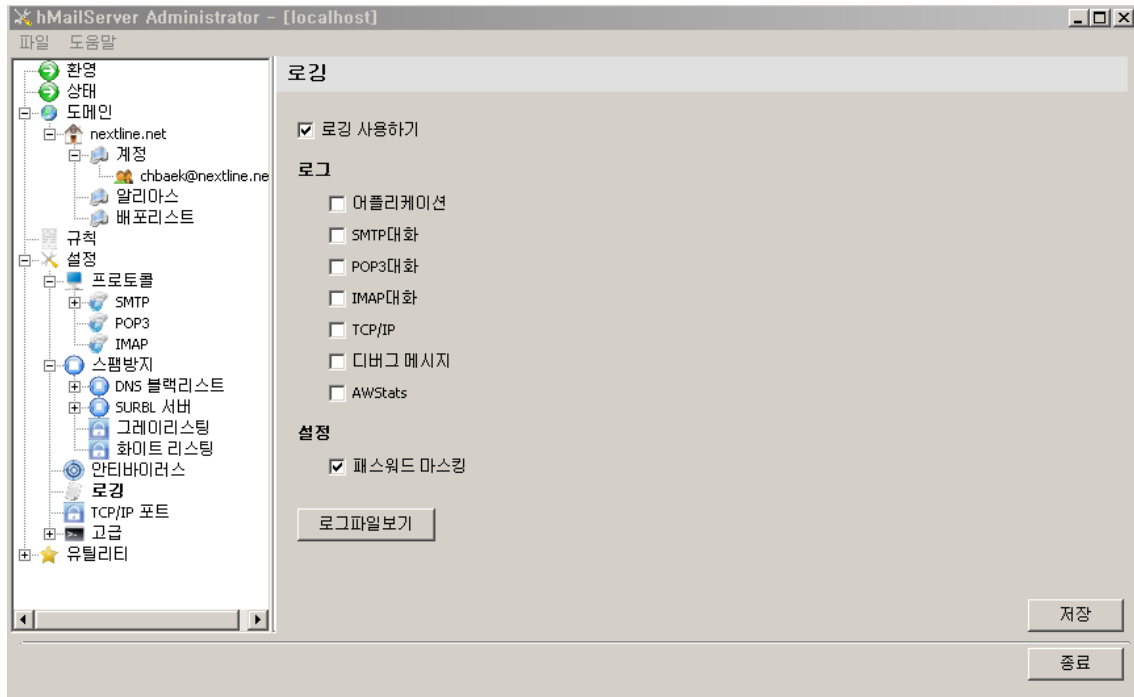 hMailServer Administrator - [localhost]
파일 도움말
환영
상태
도메인
nextline.net
계정
chbaek@nextline.ne
알리아스
배포리스트
규칙
설정
프로토콜
SMTP
POP3
IMAP
스팸방지
DNS 블랙리스트
SURBL 서버
그레이리스팅
화이트 리스팅
안티바이러스
로깅
TCP/IP 포트
고급
유틸리티
로깅
로깅 사용하기
로그
어플리케이션
SMTP대화
POP3대화
IMAP대화
TCP/IP
디버그 메시지
AWStats
설정
패스워드 마스킹
로그파일보기
저장
종료